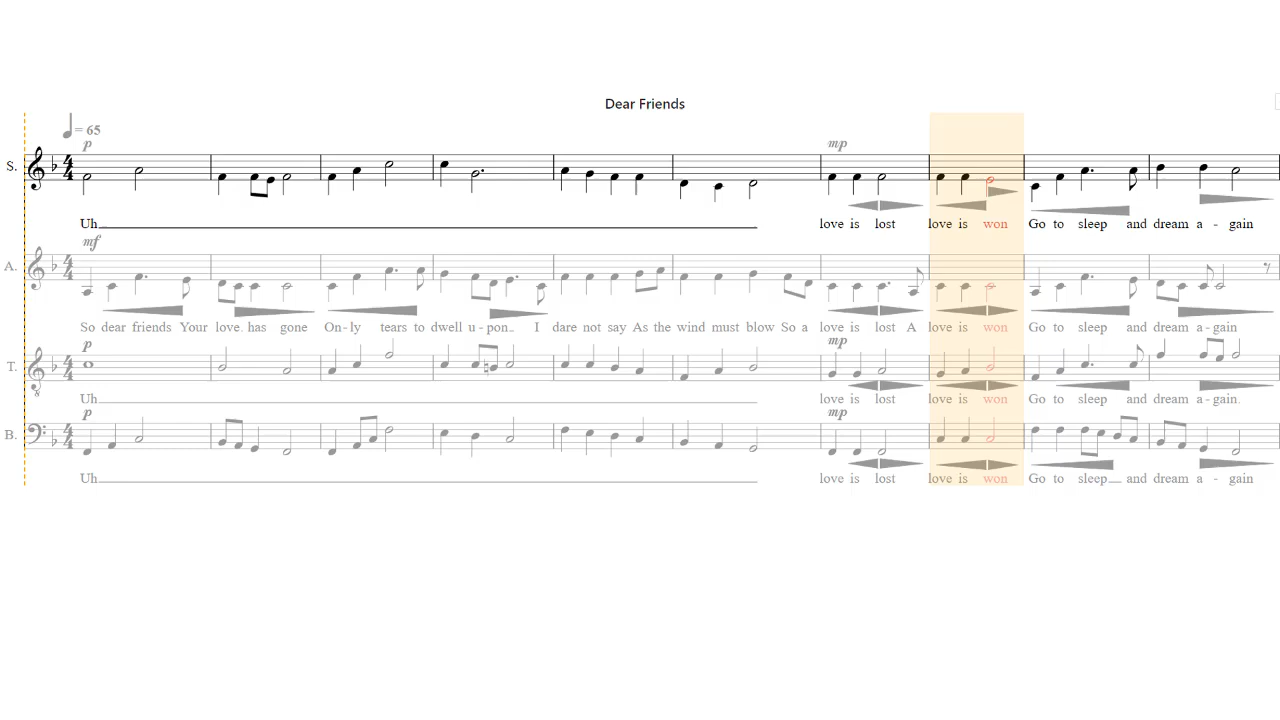 Dear Friends
= 65
p
mp
S.
Uh love is lost love is won Go to sleep and dream a - gain
mf
A.
So dear friends Your love. has gone On - ly tears to dwell u - pon. I dare not say As the wind must blow So a love is lost A love is won Go to sleep and dream a - gain
p
mp
T.
Uh love is lost love is won Go to sleep and dream a - gain.
p
mp
B.
Uh love is lost love is won Go to sleep and dream a - gain